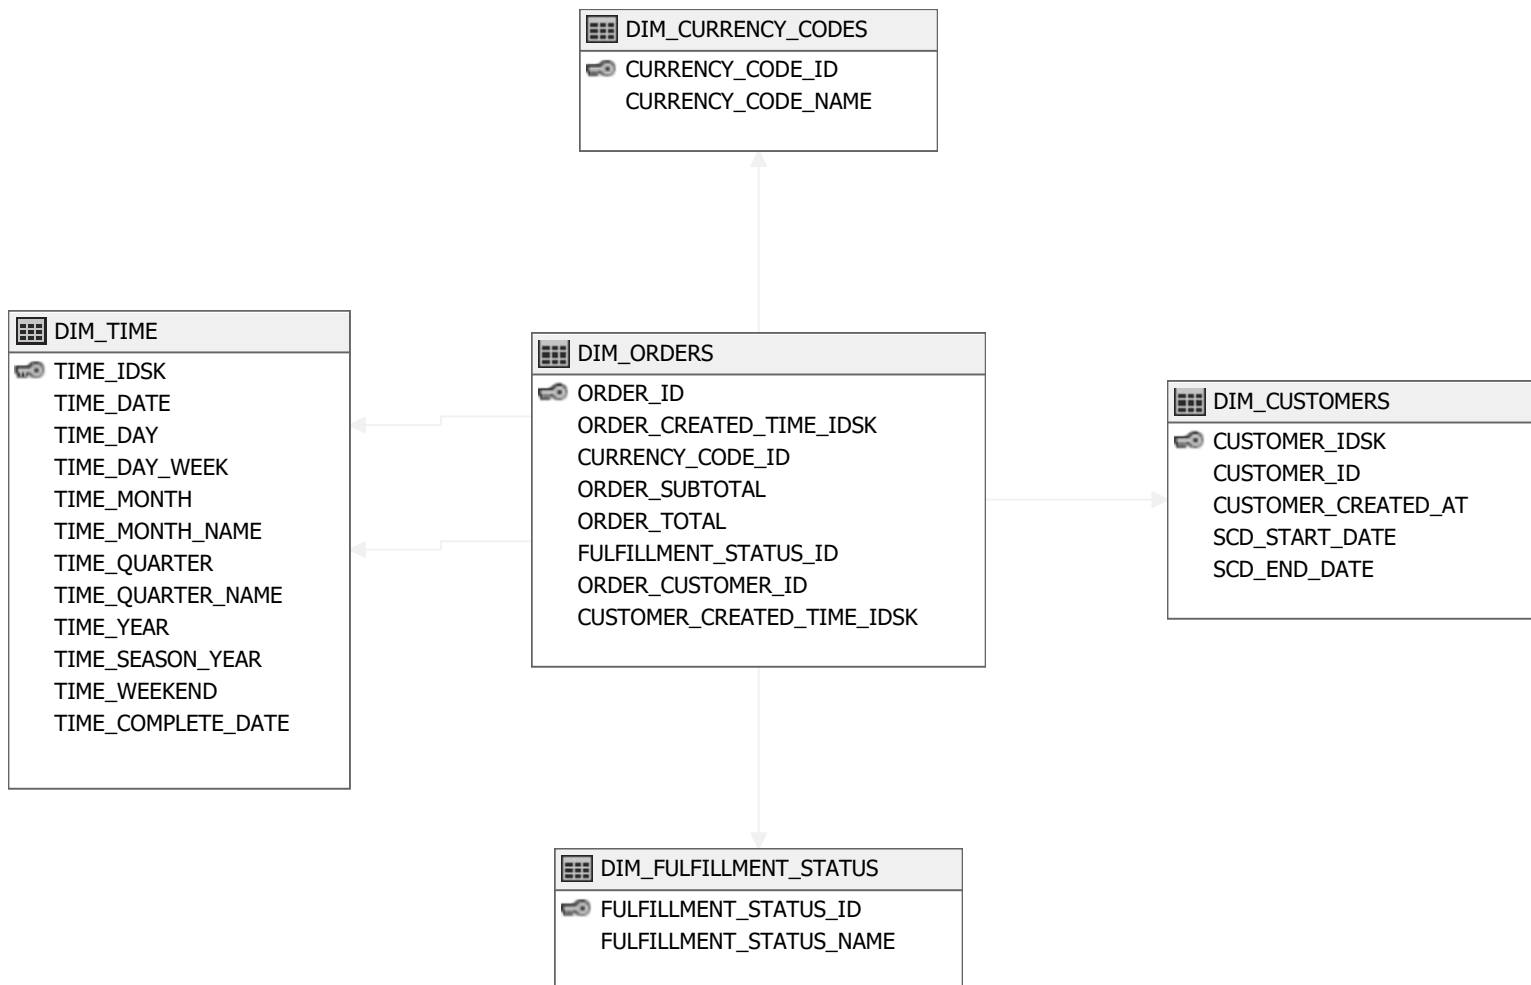 DIM_CURRENCY_CODES
CURRENCY_CODE_ID
CURRENCY_CODE_NAME
DIM_TIME
TIME_IDSK
TIME_DATE
TIME_DAY
TIME_DAY_WEEK
TIME_MONTH
TIME_MONTH_NAME
TIME_QUARTER
TIME_QUARTER_NAME
TIME_YEAR
TIME_SEASON_YEAR
TIME_WEEKEND
TIME_COMPLETE_DATE
DIM_ORDERS
ORDER_ID
ORDER_CREATED_TIME_IDSK
CURRENCY_CODE_ID
ORDER_SUBTOTAL
ORDER_TOTAL
FULFILLMENT_STATUS_ID
ORDER_CUSTOMER_ID
CUSTOMER_CREATED_TIME_IDSK
DIM_CUSTOMERS
CUSTOMER_IDSK
CUSTOMER_ID
CUSTOMER_CREATED_AT
SCD_START_DATE
SCD_END_DATE
DIM_FULFILLMENT_STATUS
FULFILLMENT_STATUS_ID
FULFILLMENT_STATUS_NAME